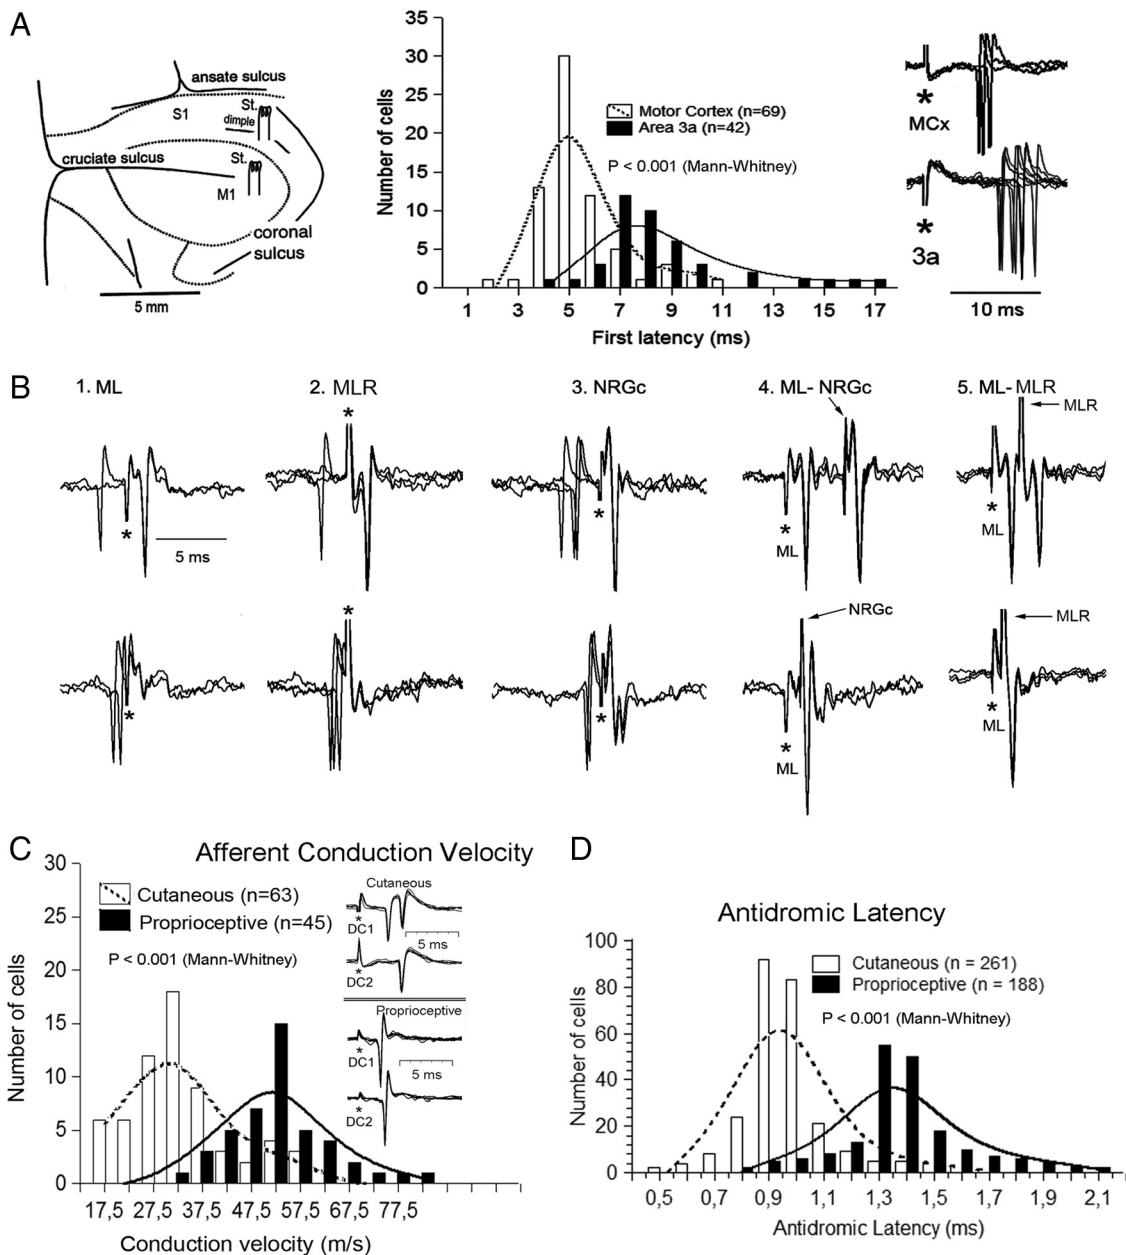 A
ansate sulcus
S1
St.
dimple
cruciate sulcus
St.
M1
coronal
sulcus
5 mm
Number of cells
35
30
25
20
15
10
5
0
Motor Cortex (n=69)
Area 3a (n=42)
P < 0.001 (Mann-Whitney)
1 3 5 7 9 11 13 15 17
First latency (ms)
*
MCx
*
3a
10 ms
B
1. ML
2. MLR
3. NRGc
4. ML- NRGc
5. ML- MLR
MLR
*
5 ms
*
*
*
ML
*
ML
*
*
*
NRGc
*
ML
MLR
*
ML
C
Afferent Conduction Velocity
Number of cells
30
25
20
15
10
5
0
Cutaneous (n=63)
Proprioceptive (n=45)
P < 0.001 (Mann-Whitney)
Cutaneous
*
DC1
5 ms
*
DC2
Proprioceptive
*
DC1
5 ms
*
DC2
17,5 27,5 37,5 47,5 57,5 67,5 77,5
Conduction velocity (m/s)
D
Antidromic Latency
Number of cells
100
80
60
40
20
0
Cutaneous (n = 261)
Proprioceptive (n = 188)
P < 0.001 (Mann-Whitney)
0,5 0,7 0,9 1,1 1,3 1,5 1,7 1,9 2,1
Antidromic Latency (ms)